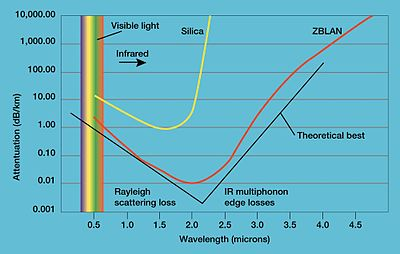 10,000.00
1,000.00
100.00
10.00
1.00
0.10
0.01
0.001
Attentuation (dB/km)
Visible light
Infrared
Silica
ZBLAN
Theoretical best
Rayleigh
scattering loss
IR multiphonon
edge losses
0.5 1.0 1.5 2.0 2.5 3.0 3.5 4.0 4.5
Wavelength (microns)